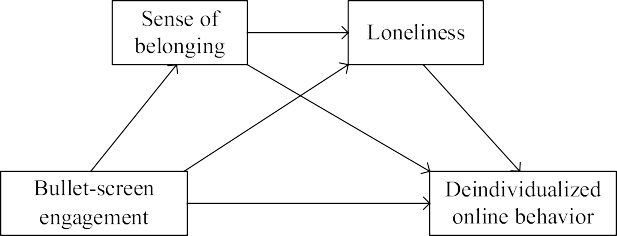 Sense of
belonging
Loneliness
Bullet-screen
engagement
Deindividualized
online behavior